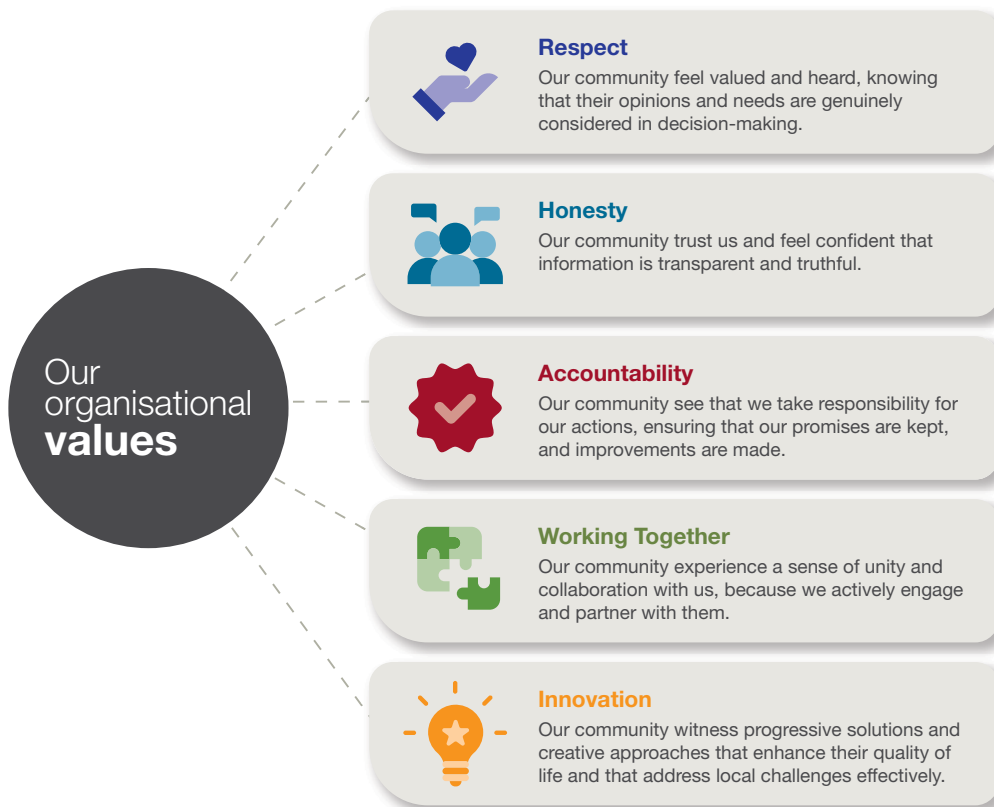 Our
organisational
values
Respect
Our community feel valued and heard, knowing
that their opinions and needs are genuinely
considered in decision-making.
Honesty
Our community trust us and feel confident that
information is transparent and truthful.
Accountability
Our community see that we take responsibility for
our actions, ensuring that our promises are kept,
and improvements are made.
Working Together
Our community experience a sense of unity and
collaboration with us, because we actively engage
and partner with them.
Innovation
Our community witness progressive solutions and
creative approaches that enhance their quality of
life and that address local challenges effectively.